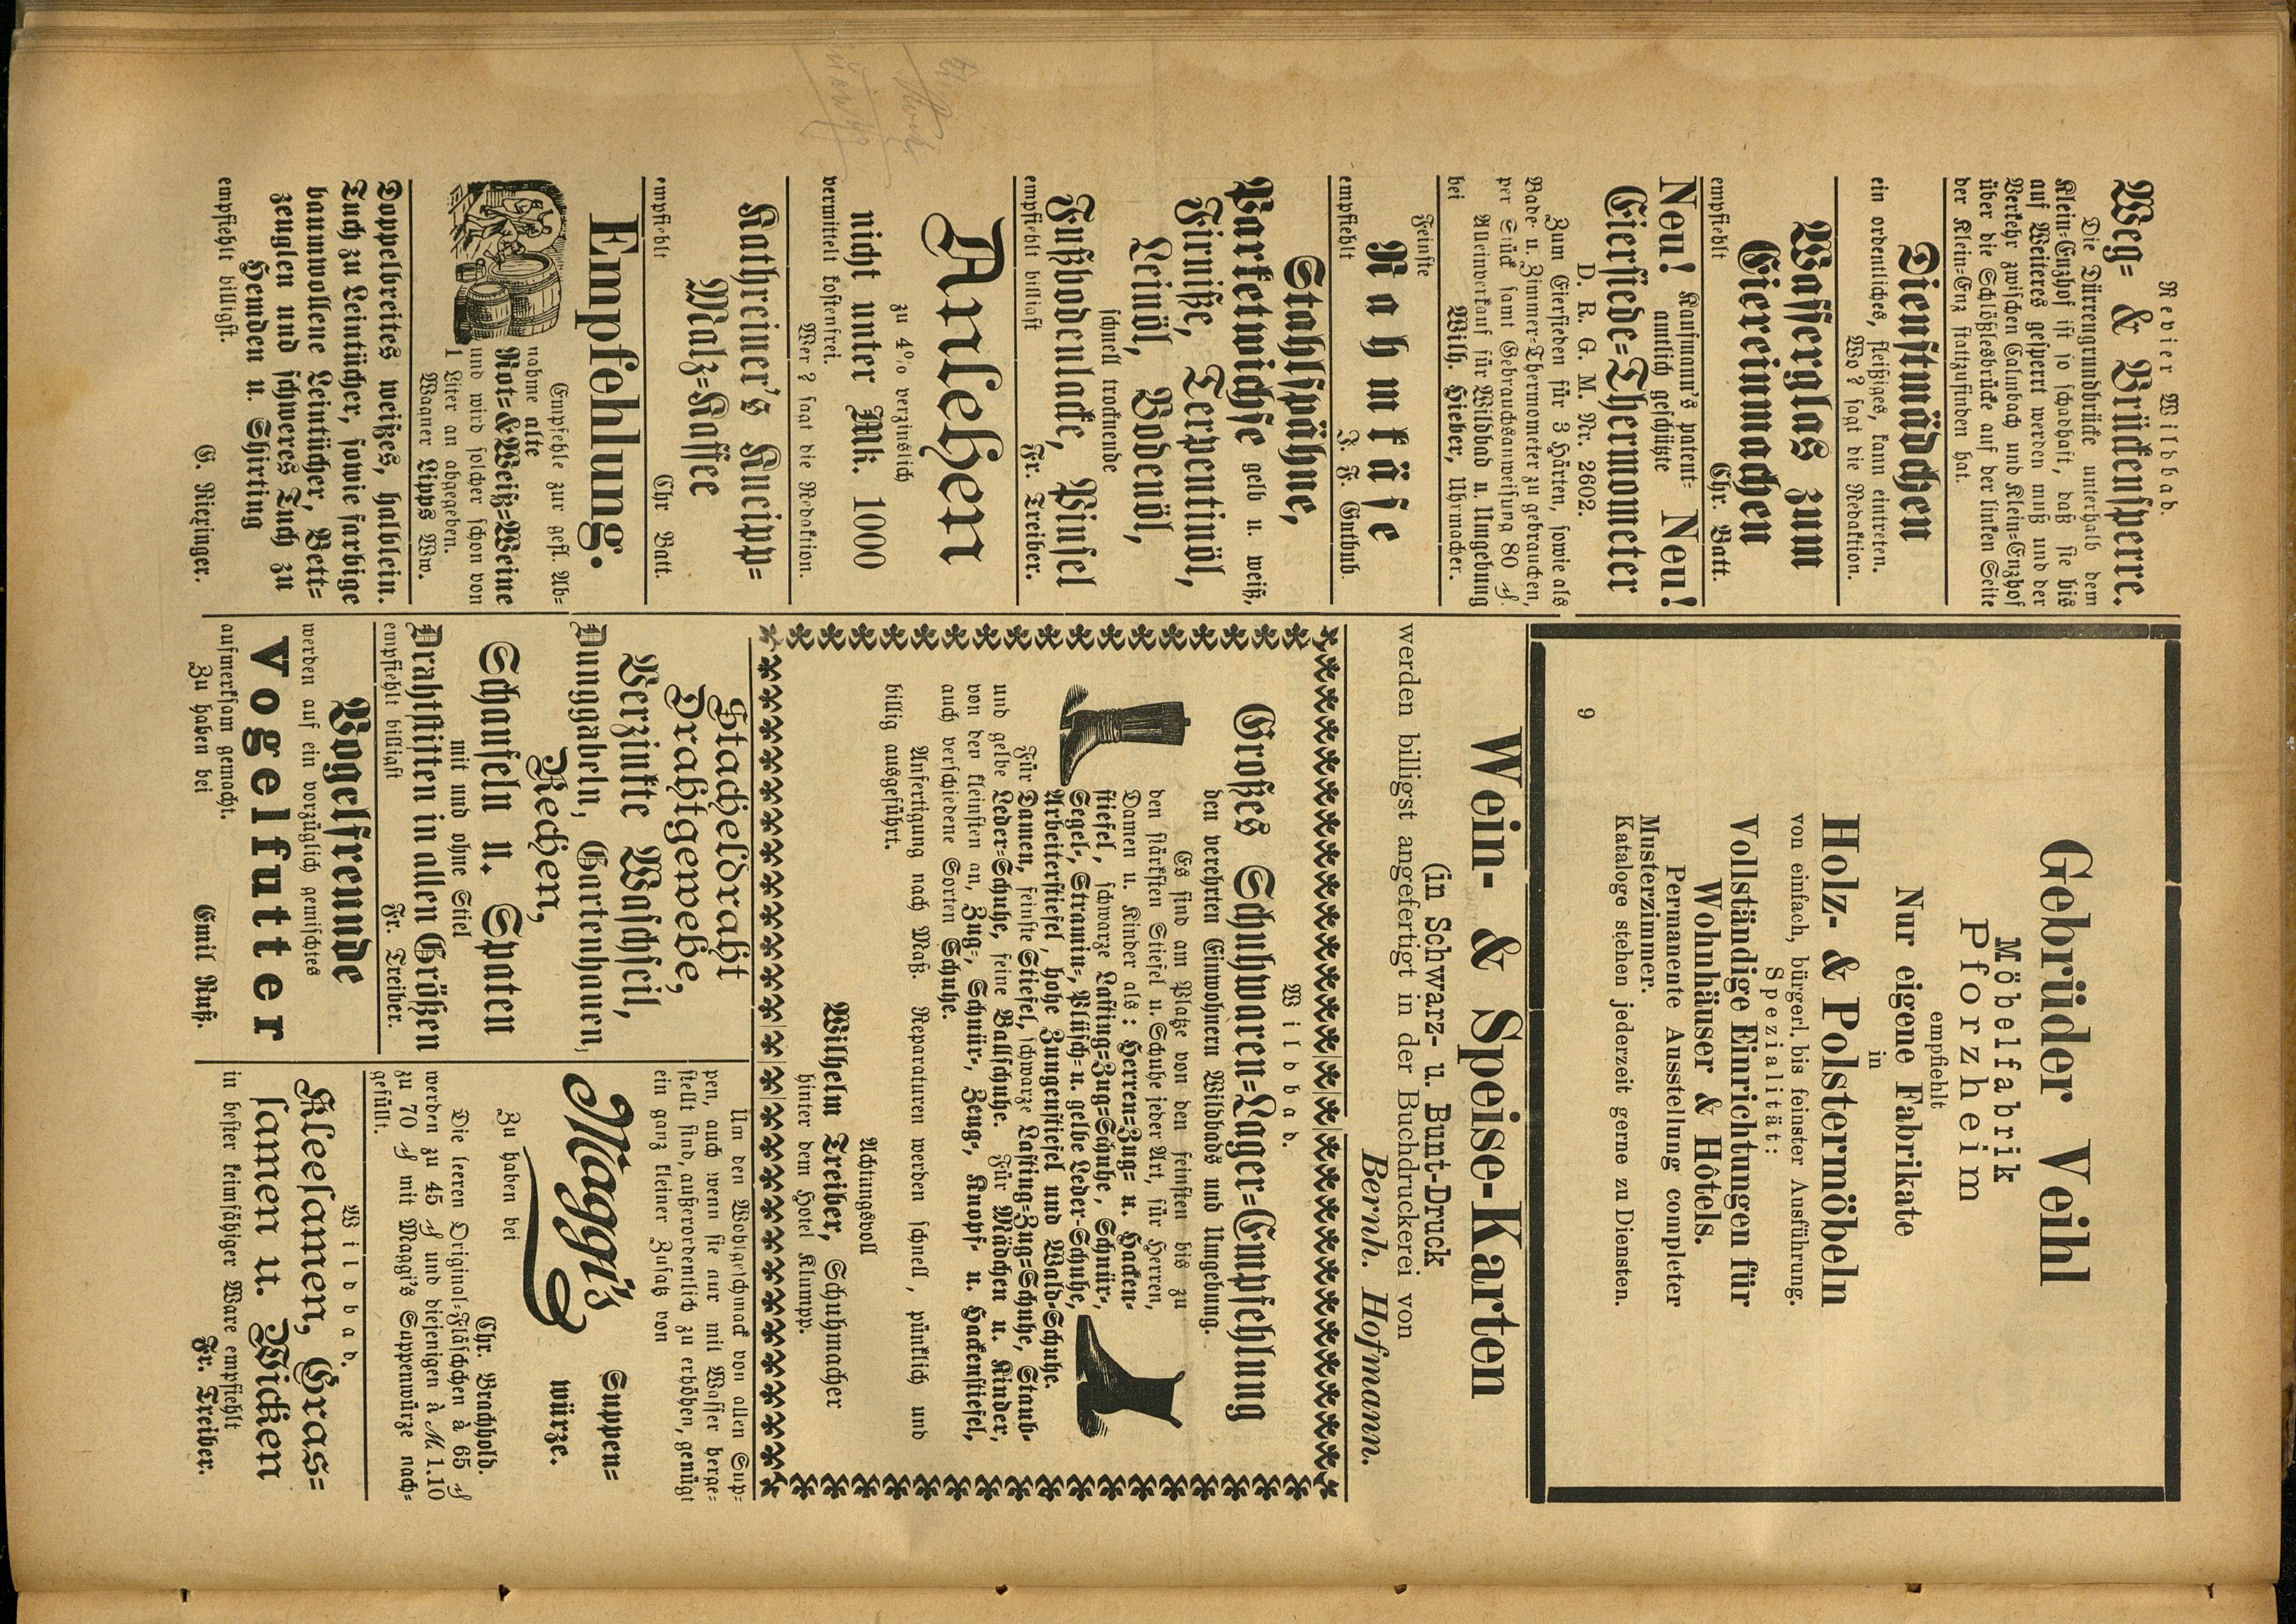 Revier Wildbad.
Weg= & Brückensperre.
Die Dürrengrundbrücke unterhalb dem
Klein-Enzhof ist so schadhaft, daß sie bis
auf Weiteres gesperrt werden muß und der
Verkehr zwischen Calmbach und Klein=Enzhof
über die Schlößlesbrücke auf der linken Seite
der Klein=Enz stattzufinden hat.
Dienstmädchen
ein ordentliches, fleißiges, kann eintreten.
Wo? sagt die Redaktion.
Wasserglas zum
Eiereinmachen
empfiehlt Chr. Batt.
Neu! Kaufmann's patent= Neu!
amtlich geschützte
Eiersiede=Thermometer
D. R. G. M. Nr. 2602.
Zum Eiersieden für 3 Härten, sowie als
Bade= u. Zimmer=Thermometer zu gebrauchen,
per Stück samt Gebrauchsanweisung 80 ₰.
Alleinverkauf für Wildbad u. Umgebung
bei Wilh. Hieber, Uhrmacher.
Feinste
Rahmkäse
empfiehlt J. F. Gutbub.
Stahlspähne,
Parketwichse gelb u. weiß,
Firniße, Terpentinöl,
Leinöl, Bodenöl,
schnell trocknende
Fußbodenlacke, Pinsel
empfiehlt billigst Fr. Treiber.
Anlehen
zu 4% verzinslich
nicht unter Mk. 1000
vermittelt kostenfrei.
Wer? sagt die Redaktion.
Kathreiner's Kneipp=
Malz=Kaffee
empfiehlt Chr Batt.
Empfehlung.
Empfehle zur gefl. Ab=
nahme alte
Rot=&Weiß=Weine
und wird solcher schon von
1 Liter an abgegeben.
Wagner Lipps Ww.
Doppelbreites weißes, halblein.
Tuch zu Leintücher, sowie farbige
baumwollene Leintücher, Bett=
zeuglen und schweres Tuch zu
Hemden u. Shirting
empfiehlt billigst.
G. Riexinger.
Gebrüder Veihl
Möbelfabrik
Pforzheim
empfiehlt
Nur eigene Fabrikate
in
Holz- & Polstermöbeln
von einfach, bürgerl. bis feinster Ausführung.
Spezialität:
Vollständige Einrichtungen für
Wohnhäuser & Hôtels.
Permanente Ausstellung completer
Musterzimmer.
Kataloge stehen jederzeit gerne zu Diensten.
9
Wein- & Speise-Karten
(in Schwarz- u. Bunt-Druck
werden billigst angefertigt in der Buchdruckerei von
Bernh. Hofmann.
Wildbad.
Großes Schuhwaren=Lager=Empfehlung
den verehrten Einwohnern Wildbads und Umgebung.
Es sind am Platze von den feinsten bis zu
den stärksten Stiefel u. Schuhe jeder Art, für Herren,
Damen u. Kinder als: Herren=Zug= u. Hacken=
stiefel, schwarze Lasting=Zug=Schuhe, Schnür=,
Segel=, Stramin=, Plüsch= u. gelbe Leder=Schuhe,
Arbeiterstiefel, hohe Zungenstiefel und Wald=Schuhe.
Für Damen, feinste Stiefel, schwarze Lasting=Zug=Schuhe, Staub=
und gelbe Leder=Schuhe, feine Ballschuhe. Für Mädchen u. Kinder,
von den kleinsten an, Zug=, Schnür=, Zeug=, Knopf= u. Hackenstiefel,
auch verschiedene Sorten Schuhe.
Anfertigung nach Maß. Reparaturen werden schnell, pünktlich und
billig ausgeführt.
Achtungsvoll
Wilhelm Treiber, Schuhmacher
hinter dem Hotel Klumpp.
Stacheldraht
Drahtgewebe,
Verzinkte Waschseil,
Dunggabeln, Gartenhauen,
Rechen,
Schaufeln u. Spaten
mit und ohne Stiel
Drahtstiften in allen Größen
empfiehlt billigst Fr. Treiber.
Vogelfreunde
werden auf ein vorzüglich gemischtes
Vogelfutter
aufmerksam gemacht.
Zu haben bei Emil Ruß.
Um den Wohlgeschmack von allen Sup=
pen, auch wenn sie nur mit Wasser herge=
stellt sind, außerordentlich zu erhöhen, genügt
ein ganz kleiner Zusatz von
Maggi's Suppen=
würze.
Zu haben bei Chr. Brachhold.
Die leeren Original=Fläschchen à 65 ₰
werden zu 45 ₰ und diejenigen à M. 1.10
zu 70 ₰ mit Maggi's Suppenwürze nach=
gefüllt.
Wildbad.
Kleesamen, Gras=
samen u. Wicken
in bester keimfähiger Ware empfiehlt
Fr. Treiber.